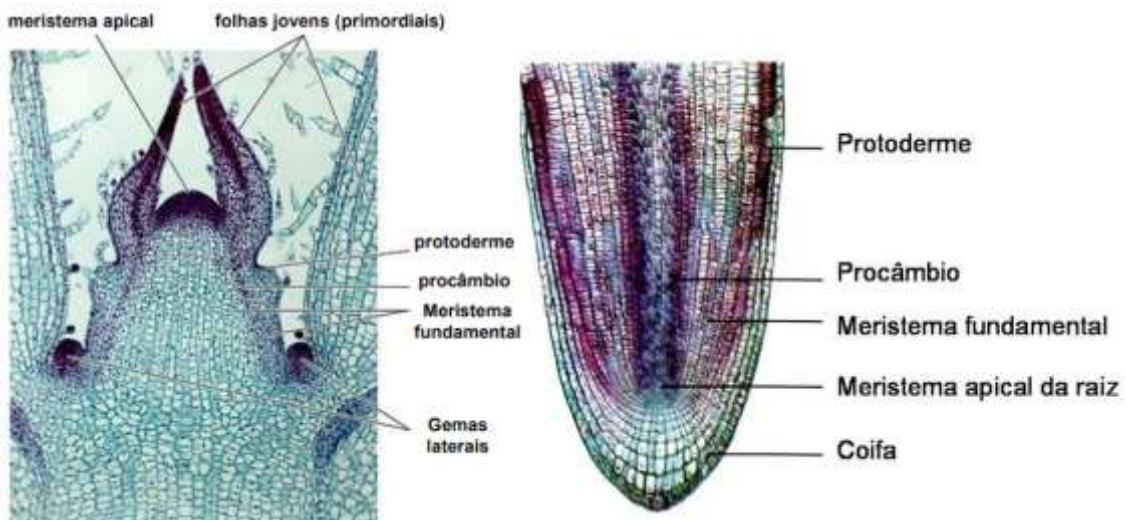 meristema apical
folhas jovens (primordiais)
protoderme
procâmbio
Meristema
fundamental
Gemas
laterais
Protoderme
Procâmbio
Meristema fundamental
Meristema apical da raiz
Coifa